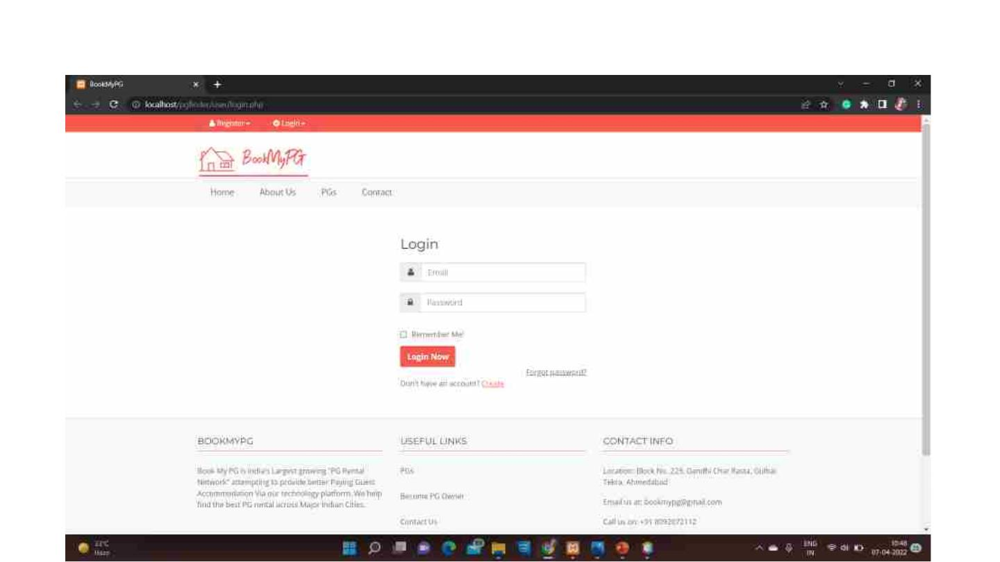 BookMyPG
localhost/pgfinder/user/login.php
Register
Login
BookMyPG
Home About Us PGs Contact
Login
Email
Password
Remember Me!
Login Now
Forgot password?
Don't have an account? Create
BOOKMYPG
Book My PG is India's Largest growing "PG Rental
Network" attempting to provide better Paying Guest
Accommodation Via our technology platform. We help
find the best PG rental across Major Indian Cities.
USEFUL LINKS
PGs
Become PG Owner
Contact Us
CONTACT INFO
Location: Block No. 225, Gandhi Char Rasta, Gulbai
Tekra, Ahmedabad
Email us at: bookmypg@gmail.com
Call us on: +91 8092072112
Haze
ENG
IN
07-04-2022